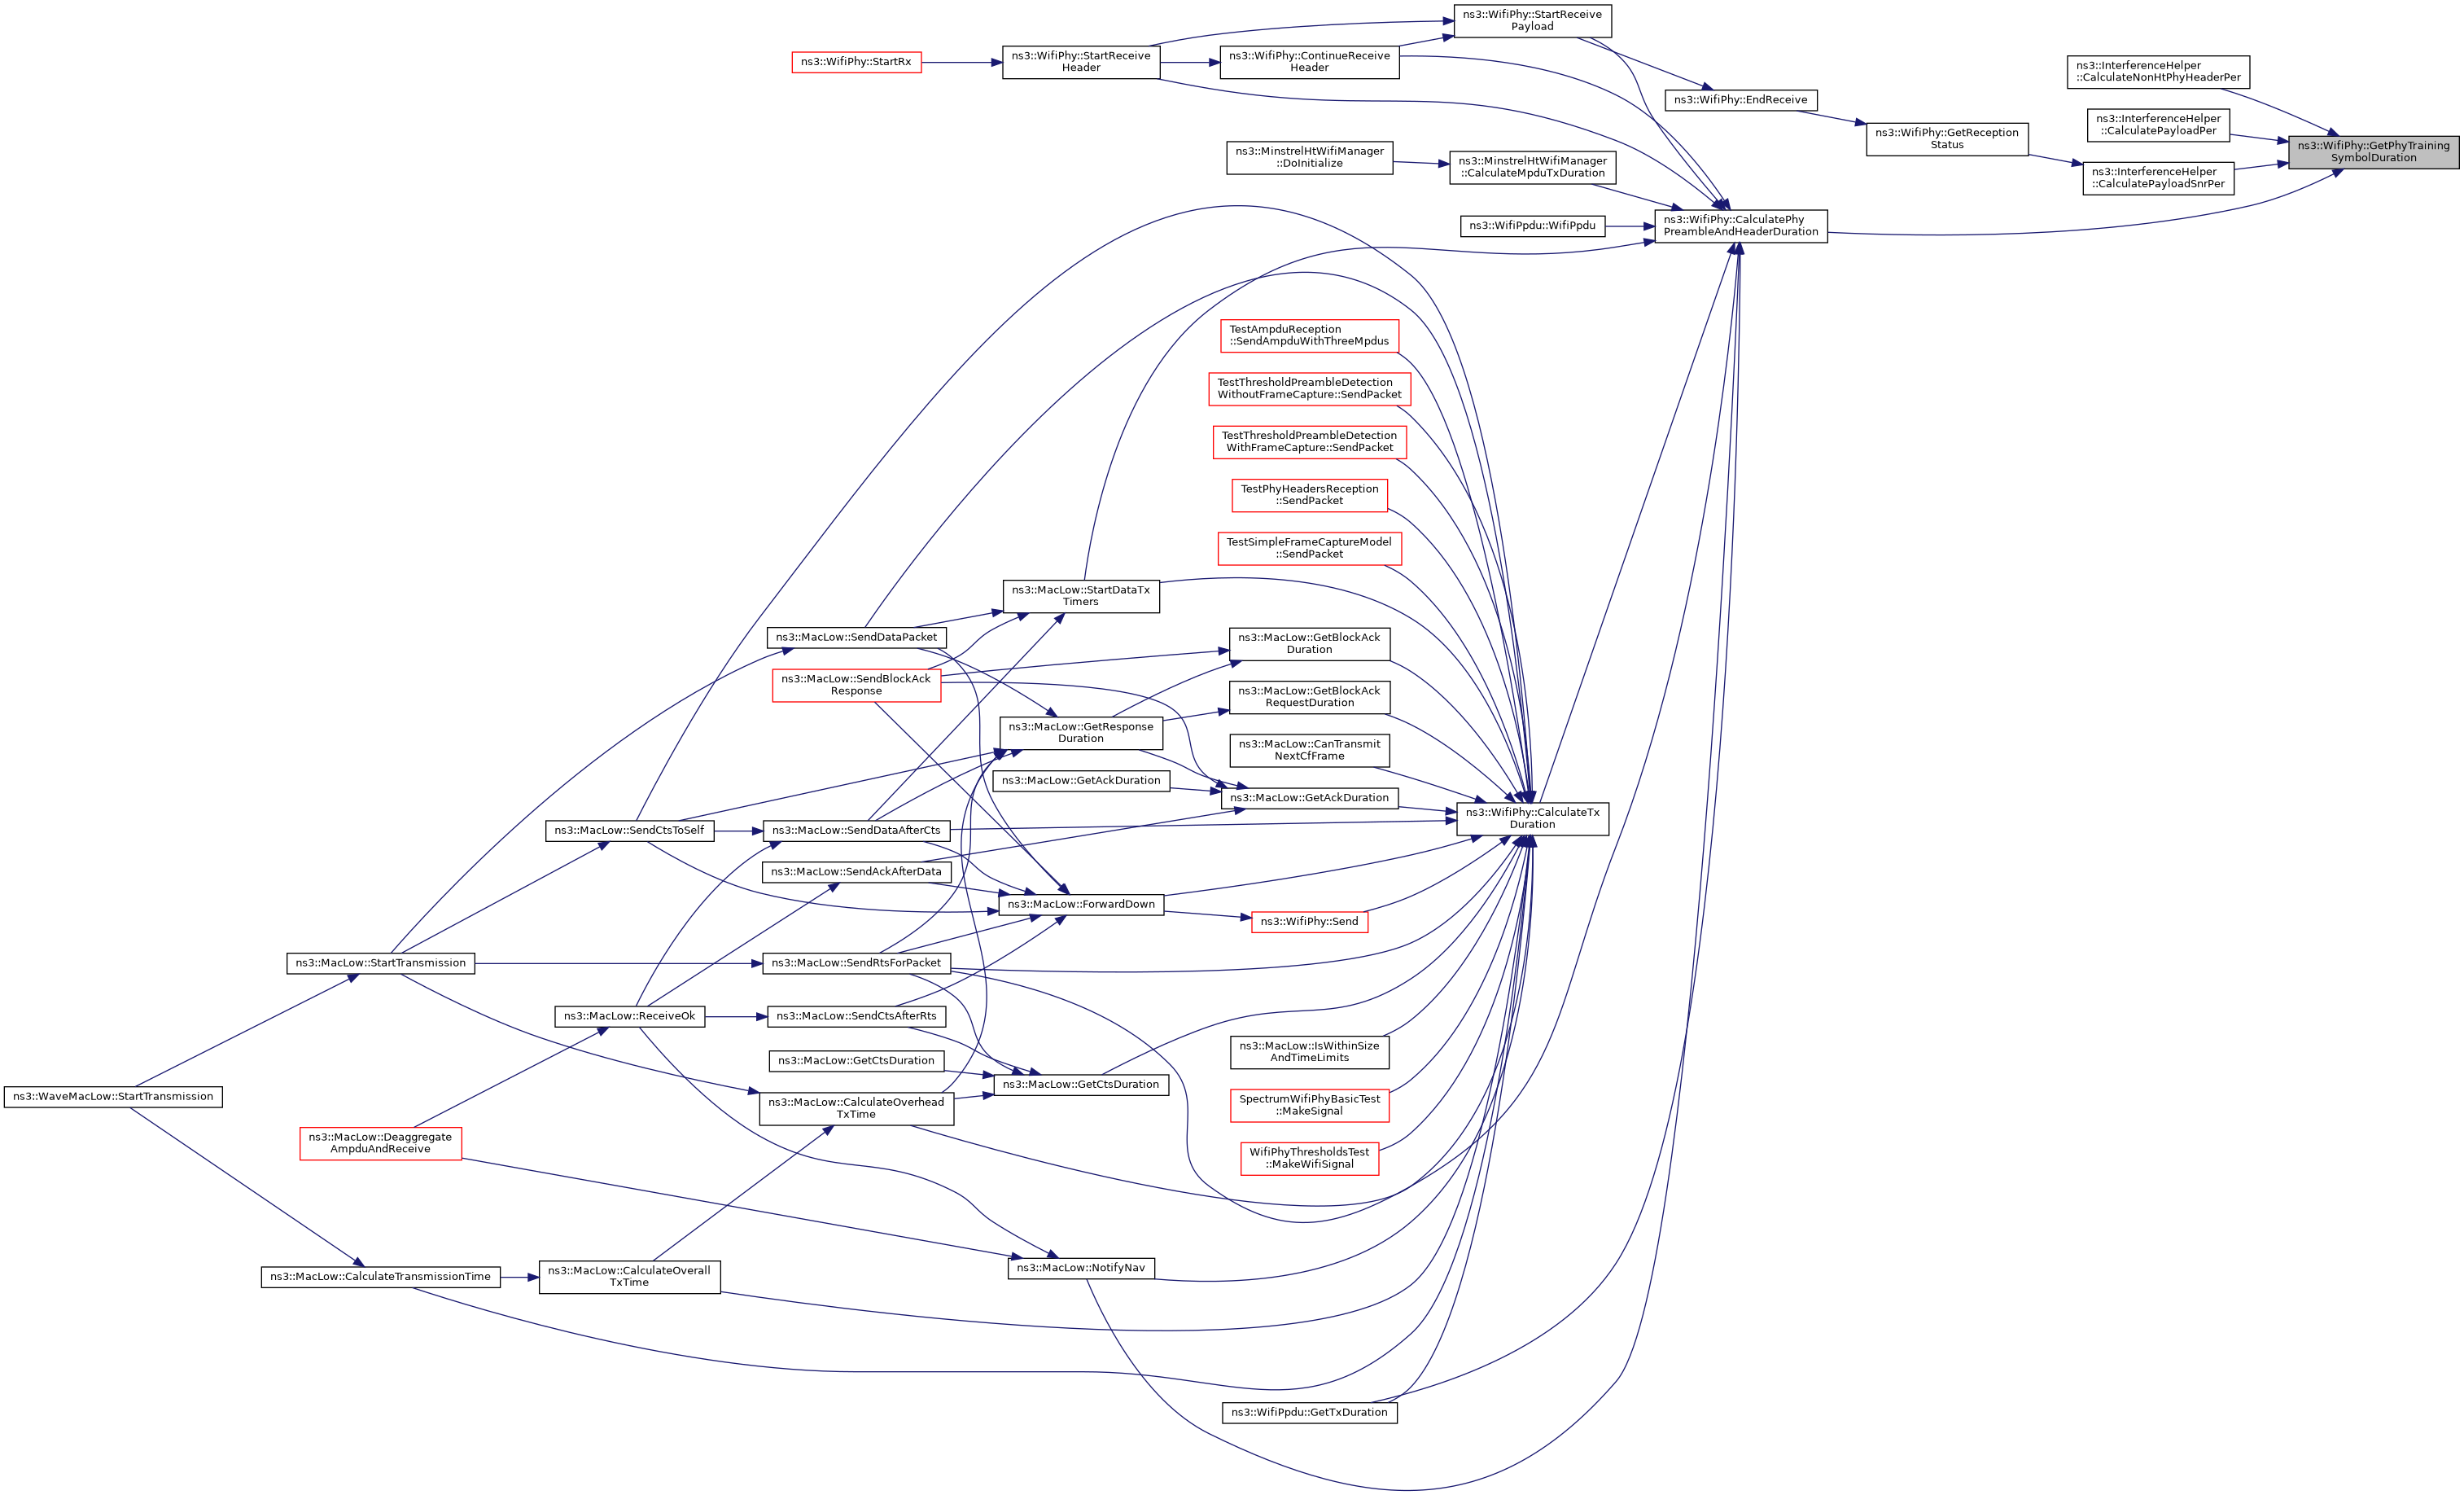 ns3::WifiPhy::StartReceive
Payload
ns3::WifiPhy::StartRx
ns3::WifiPhy::StartReceive
Header
ns3::WifiPhy::ContinueReceive
Header
ns3::InterferenceHelper
::CalculateNonHtPhyHeaderPer
ns3::WifiPhy::EndReceive
ns3::InterferenceHelper
::CalculatePayloadPer
ns3::WifiPhy::GetReception
Status
ns3::WifiPhy::GetPhyTraining
SymbolDuration
ns3::MinstrelHtWifiManager
::DoInitialize
ns3::MinstrelHtWifiManager
::CalculateMpduTxDuration
ns3::InterferenceHelper
::CalculatePayloadSnrPer
ns3::WifiPpdu::WifiPpdu
ns3::WifiPhy::CalculatePhy
PreambleAndHeaderDuration
TestAmpduReception
::SendAmpduWithThreeMpdus
TestThresholdPreambleDetection
WithoutFrameCapture::SendPacket
TestThresholdPreambleDetection
WithFrameCapture::SendPacket
TestPhyHeadersReception
::SendPacket
TestSimpleFrameCaptureModel
::SendPacket
ns3::MacLow::StartDataTx
Timers
ns3::MacLow::SendDataPacket
ns3::MacLow::GetBlockAck
Duration
ns3::MacLow::SendBlockAck
Response
ns3::MacLow::GetBlockAck
RequestDuration
ns3::MacLow::GetResponse
Duration
ns3::MacLow::CanTransmit
NextCfFrame
ns3::MacLow::GetAckDuration
ns3::MacLow::GetAckDuration
ns3::WifiPhy::CalculateTx
Duration
ns3::MacLow::SendCtsToSelf
ns3::MacLow::SendDataAfterCts
ns3::MacLow::SendAckAfterData
ns3::MacLow::ForwardDown
ns3::WifiPhy::Send
ns3::MacLow::StartTransmission
ns3::MacLow::SendRtsForPacket
ns3::MacLow::ReceiveOk
ns3::MacLow::SendCtsAfterRts
ns3::MacLow::IsWithinSize
AndTimeLimits
ns3::MacLow::GetCtsDuration
ns3::MacLow::GetCtsDuration
ns3::WaveMacLow::StartTransmission
ns3::MacLow::CalculateOverhead
TxTime
SpectrumWifiPhyBasicTest
::MakeSignal
ns3::MacLow::Deaggregate
AmpduAndReceive
WifiPhyThresholdsTest
::MakeWifiSignal
ns3::MacLow::NotifyNav
ns3::MacLow::CalculateTransmissionTime
ns3::MacLow::CalculateOverall
TxTime
ns3::WifiPpdu::GetTxDuration